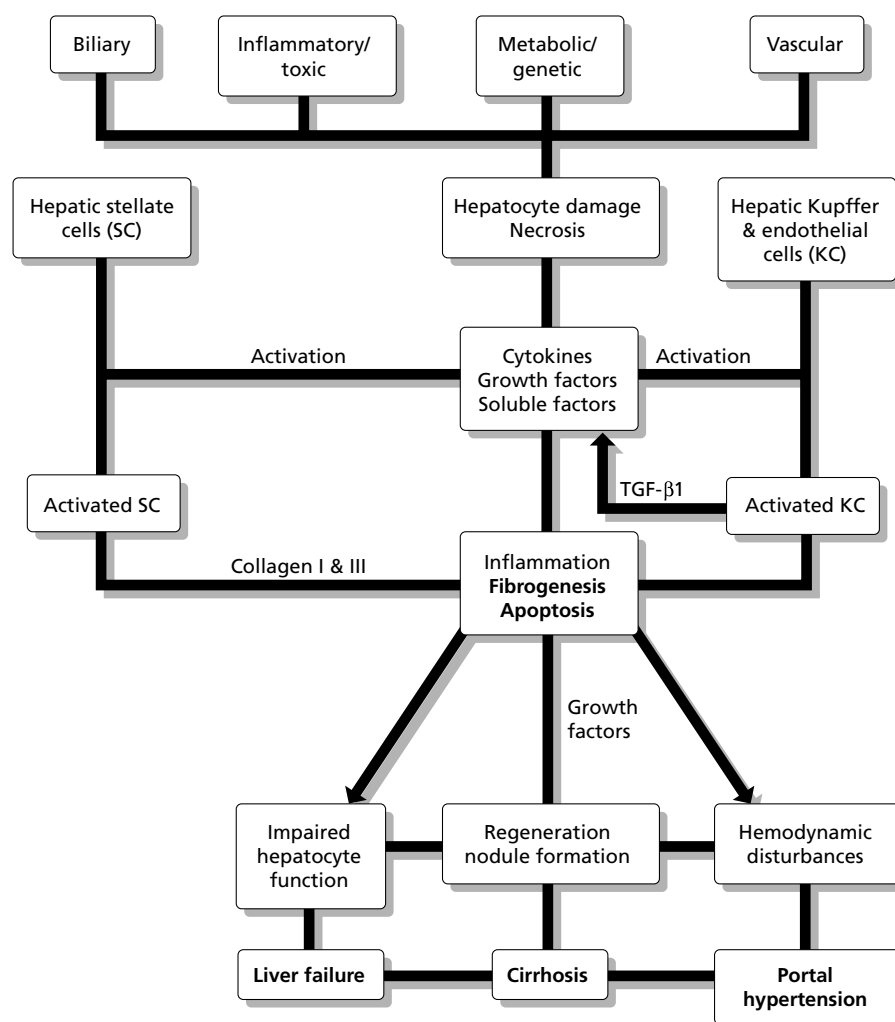 Biliary
Inflammatory/
toxic
Metabolic/
genetic
Vascular
Hepatic stellate
cells (SC)
Hepatocyte damage
Necrosis
Hepatic Kupffer
& endothelial
cells (KC)
Activation
Cytokines
Growth factors
Soluble factors
Activation
Activated SC
TGF-β1
Activated KC
Collagen I & III
Inflammation
Fibrogenesis
Apoptosis
Growth
factors
Impaired
hepatocyte
function
Regeneration
nodule formation
Hemodynamic
disturbances
Liver failure
Cirrhosis
Portal
hypertension